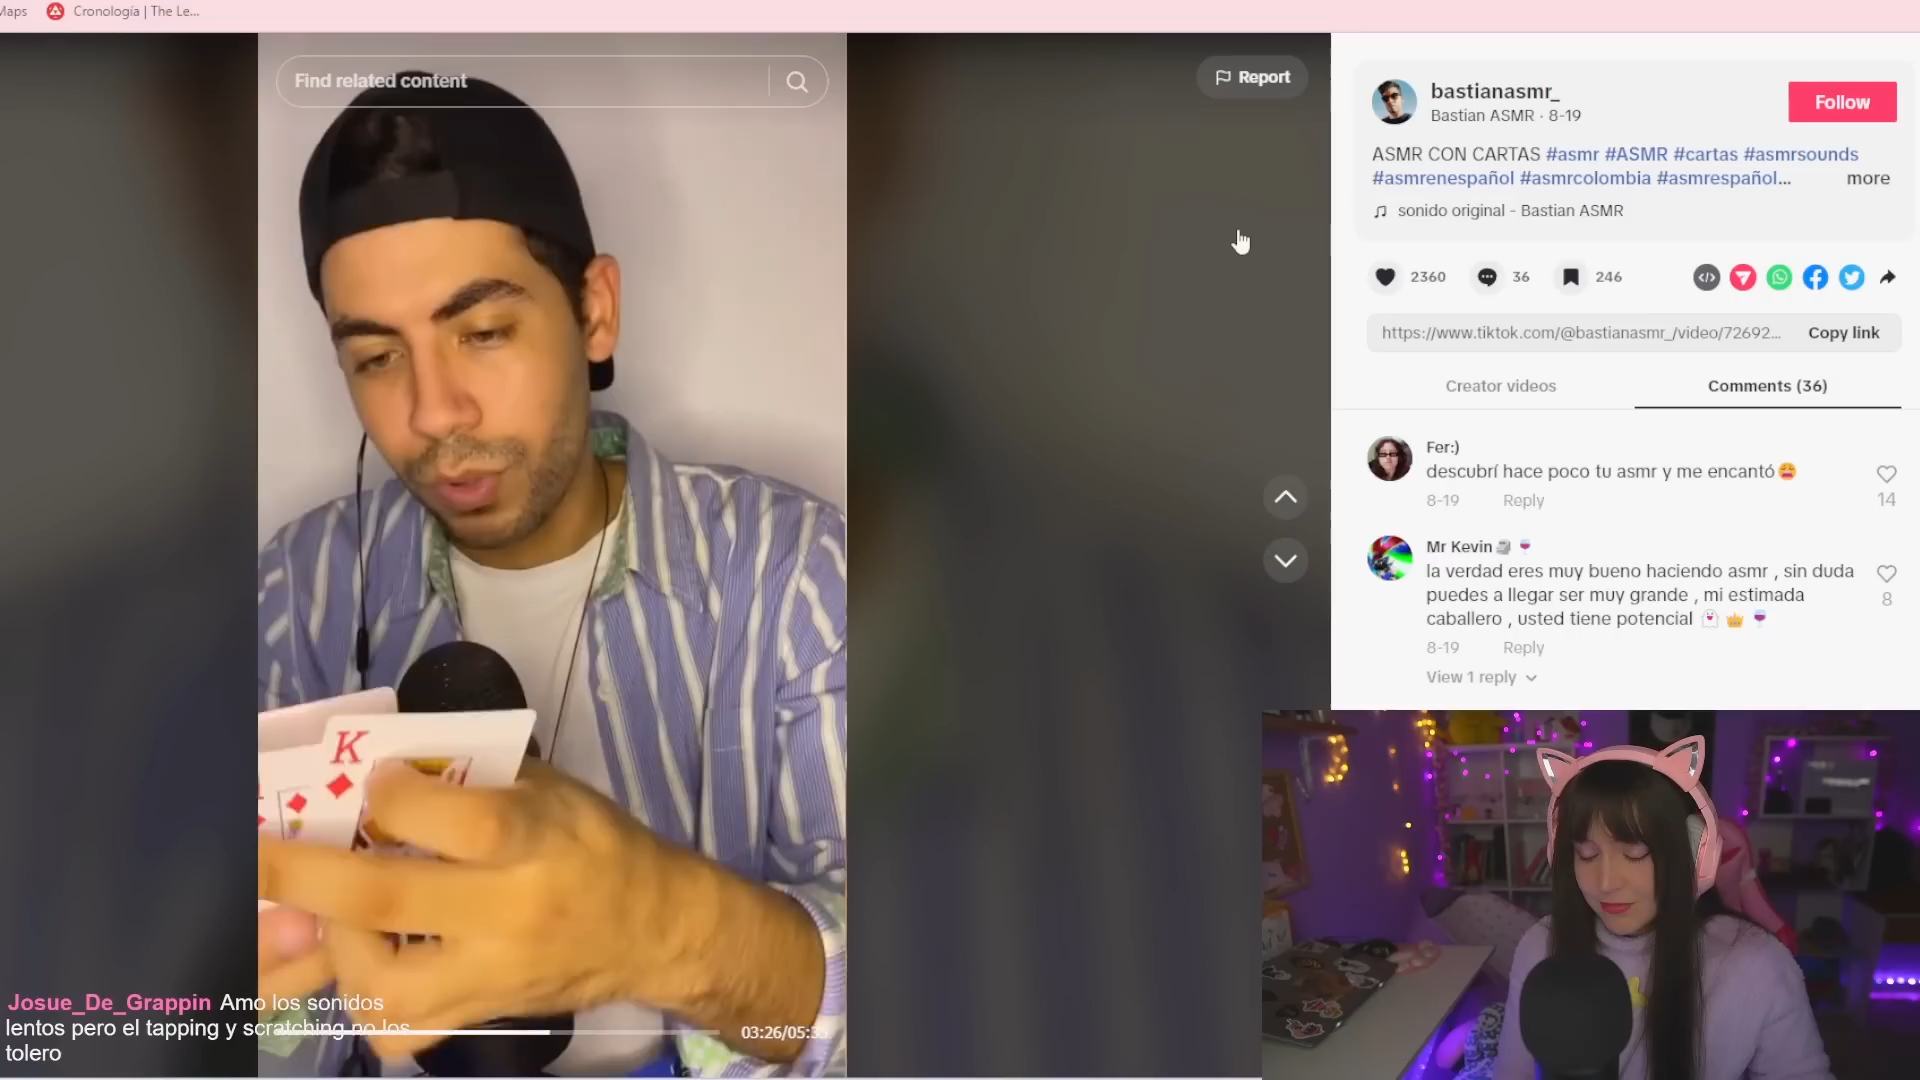 Maps
Cronología | The Le...
Find related content
Report
bastianasmr_
Bastian ASMR · 8-19
Follow
ASMR CON CARTAS #asmr #ASMR #cartas #asmrsounds
#asmrenespañol #asmrcolombia #asmrespañol... more
sonido original - Bastian ASMR
2360
36
246
https://www.tiktok.com/@bastianasmr_/video/72692...
Copy link
Creator videos
Comments (36)
Fer:)
descubrí hace poco tu asmr y me encantó😩
14
8-19 Reply
Mr Kevin🗿🍷
la verdad eres muy bueno haciendo asmr , sin duda
puedes a llegar ser muy grande , mi estimada
caballero , usted tiene potencial 👻 👑 🍷
8
8-19 Reply
View 1 reply
K
Josue_De_Grappin Amo los sonidos
lentos pero el tapping y scratching no los
tolero
03:26/05:35